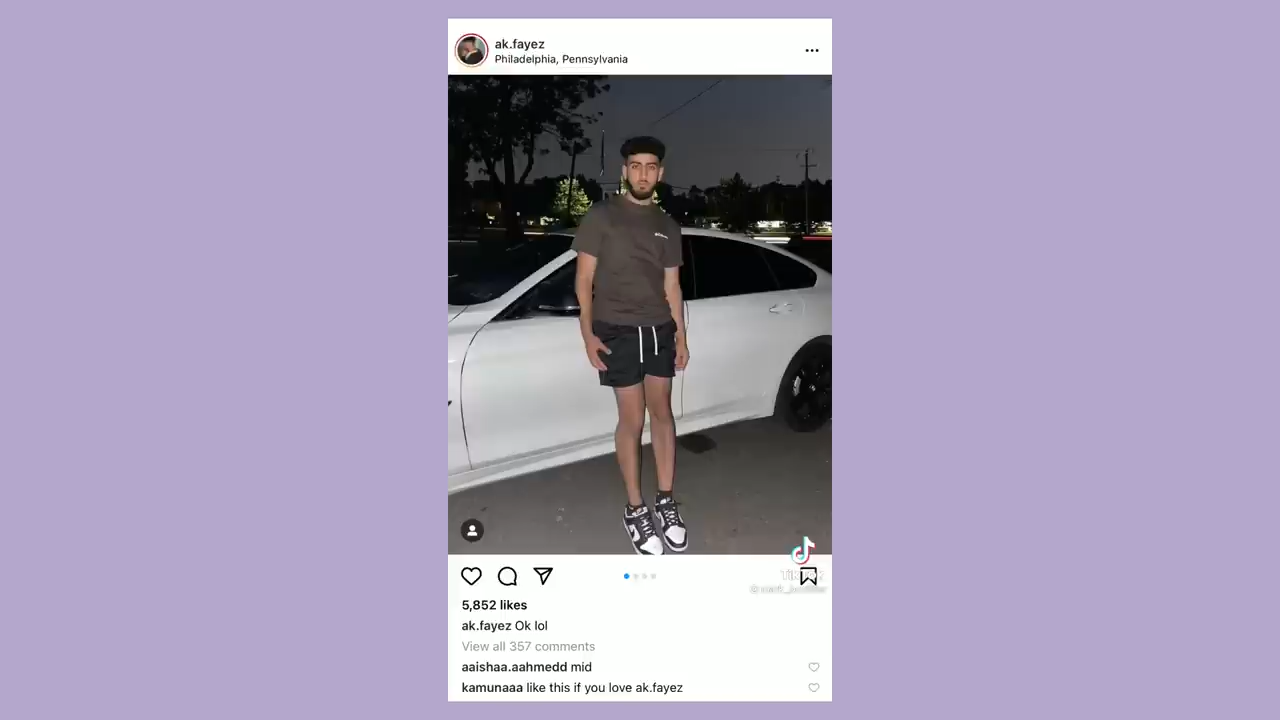 ak.fayez
Philadelphia, Pennsylvania
5,852 likes
ak.fayez Ok lol
View all 357 comments
aaishaa.aahmedd mid
kamunaaa like this if you love ak.fayez
TikTok